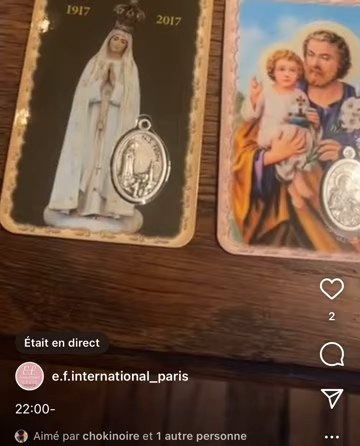 1917
2017
Était en direct
e.f.international_paris
2
22:00-
Aimé par chokinoire et 1 autre personne